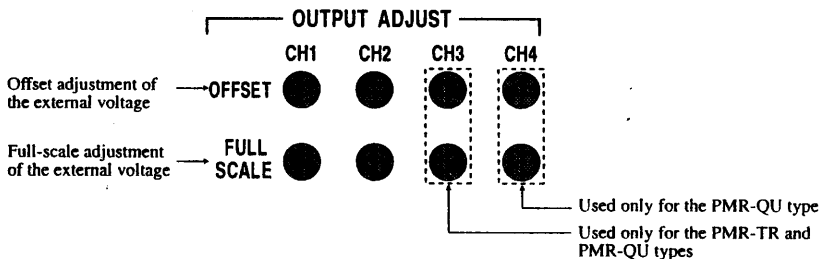 OUTPUT ADJUST
CH1 CH2 CH3 CH4
Offset adjustment of
the external voltage
OFFSET
Full-scale adjustment
of the external voltage
FULL
SCALE
Used only for the PMR-QU type
Used only for the PMR-TR and
PMR-QU types